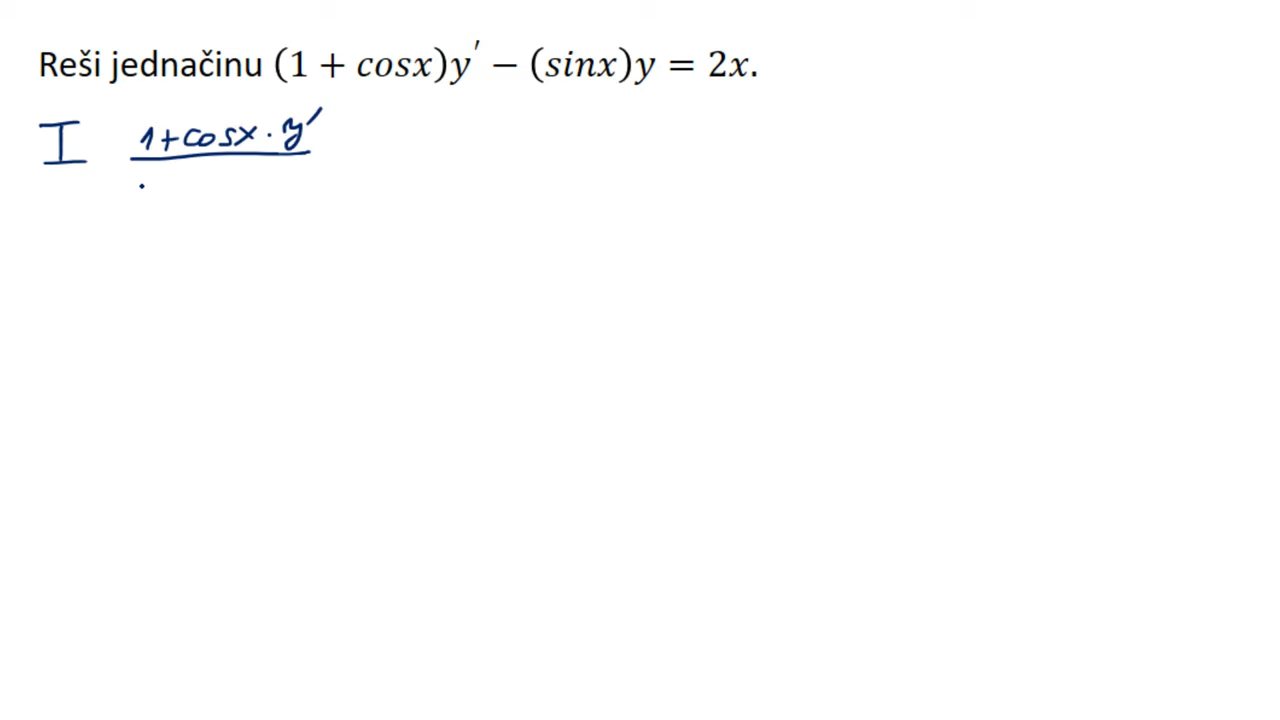 Reši jednačinu (1 + cosx)y′ − (sinx)y = 2x.
I 1+cosx · y′